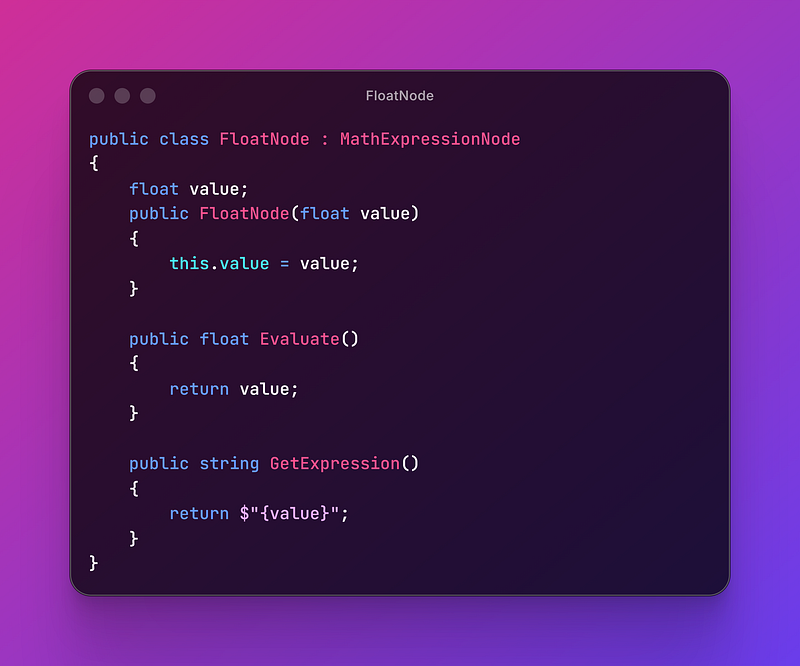 FloatNode
public class FloatNode : MathExpressionNode
{
    float value;
    public FloatNode(float value)
    {
        this.value = value;
    }

    public float Evaluate()
    {
        return value;
    }

    public string GetExpression()
    {
        return $"{value}";
    }
}